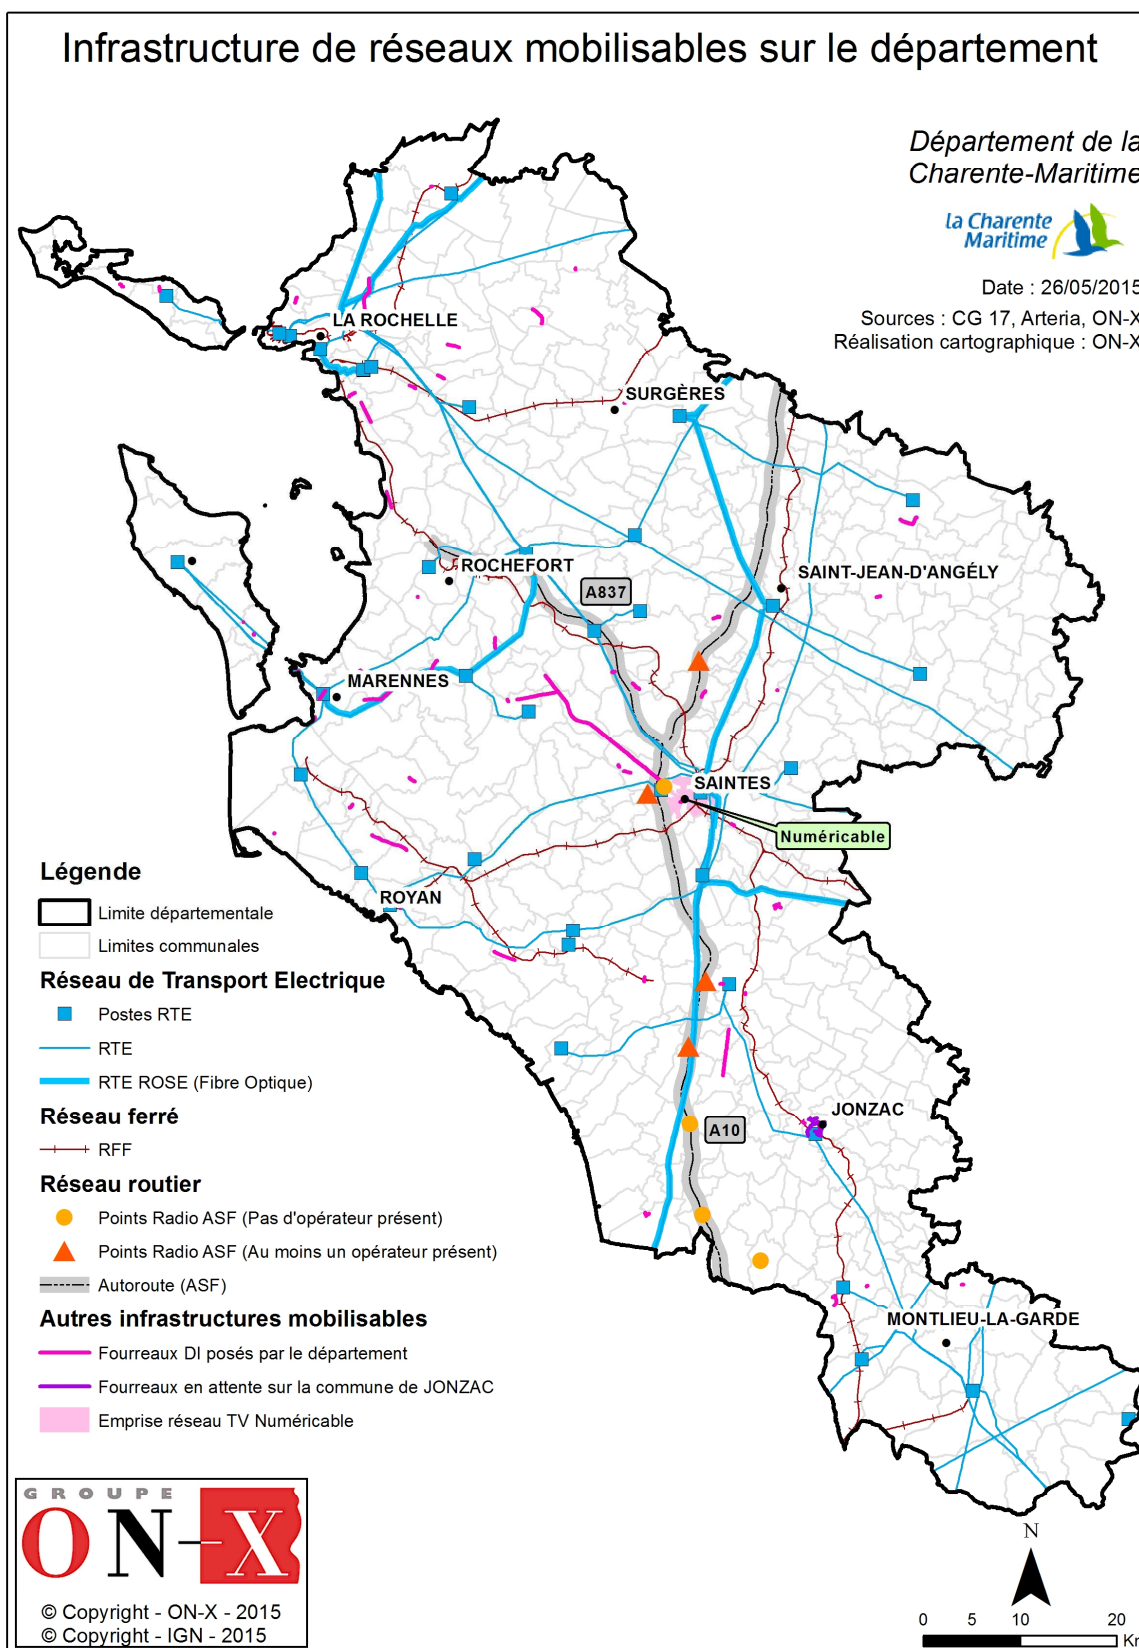 Infrastructure de réseaux mobilisables sur le département
Département de la
Charente-Maritime
la Charente
Maritime
Date : 26/05/2015
Sources : CG 17, Arteria, ON-X
Réalisation cartographique : ON-X
LA ROCHELLE
SURGÈRES
ROCHEFORT
SAINT-JEAN-D'ANGÉLY
A837
MARENNES
SAINTES
Numéricable
ROYAN
JONZAC
A10
MONTLIEU-LA-GARDE
Légende
Limite départementale
Limites communales
Réseau de Transport Electrique
Postes RTE
RTE
RTE ROSE (Fibre Optique)
Réseau ferré
RFF
Réseau routier
Points Radio ASF (Pas d'opérateur présent)
Points Radio ASF (Au moins un opérateur présent)
Autoroute (ASF)
Autres infrastructures mobilisables
Fourreaux DI posés par le département
Fourreaux en attente sur la commune de JONZAC
Emprise réseau TV Numéricable
GROUPE
ON-X
© Copyright - ON-X - 2015
© Copyright - IGN - 2015
N
0 5 10 20